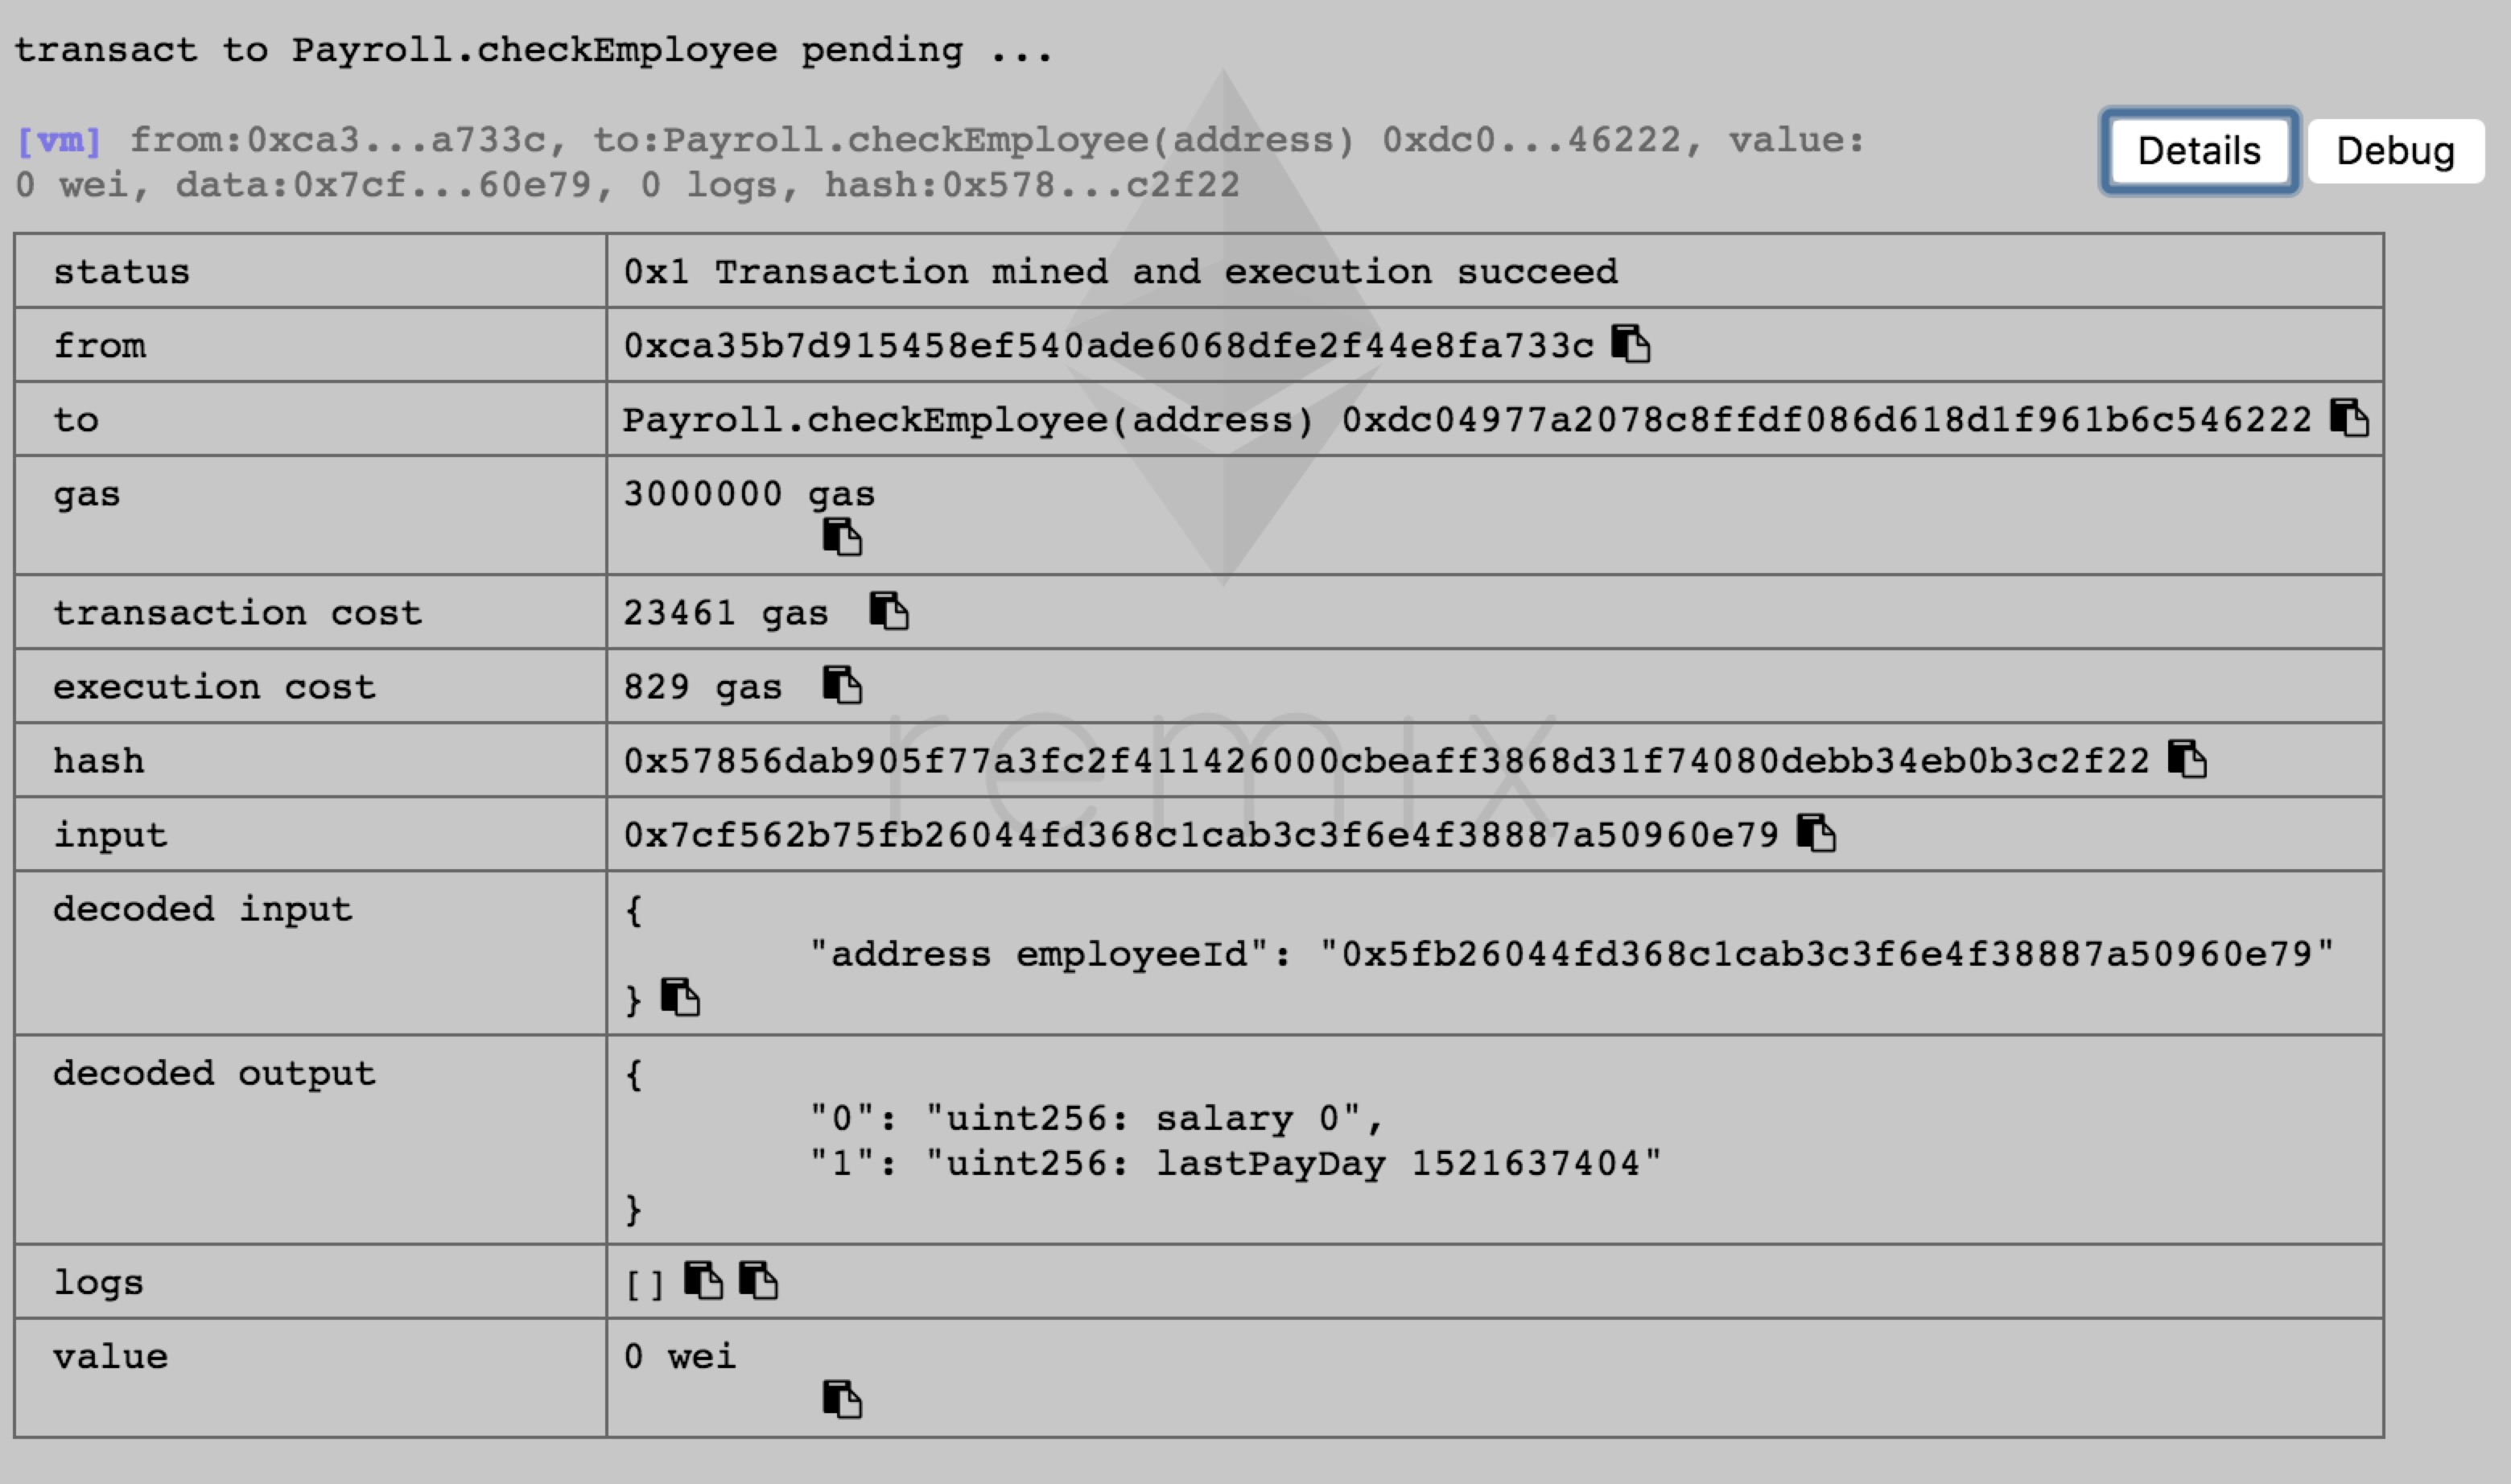 transact to Payroll.checkEmployee pending ...
[vm] from:0xca3...a733c, to:Payroll.checkEmployee(address) 0xdc0...46222, value:
0 wei, data:0x7cf...60e79, 0 logs, hash:0x578...c2f22
Details
Debug
status
0x1 Transaction mined and execution succeed
from
0xca35b7d915458ef540ade6068dfe2f44e8fa733c
to
Payroll.checkEmployee(address) 0xdc04977a2078c8ffdf086d618d1f961b6c546222
gas
3000000 gas
transaction cost
23461 gas
execution cost
829 gas
hash
0x57856dab905f77a3fc2f411426000cbeaff3868d31f74080debb34eb0b3c2f22
input
0x7cf562b75fb26044fd368c1cab3c3f6e4f38887a50960e79
decoded input
{
"address employeeId": "0x5fb26044fd368c1cab3c3f6e4f38887a50960e79"
}
decoded output
{
"0": "uint256: salary 0",
"1": "uint256: lastPayDay 1521637404"
}
logs
[]
value
0 wei
remix